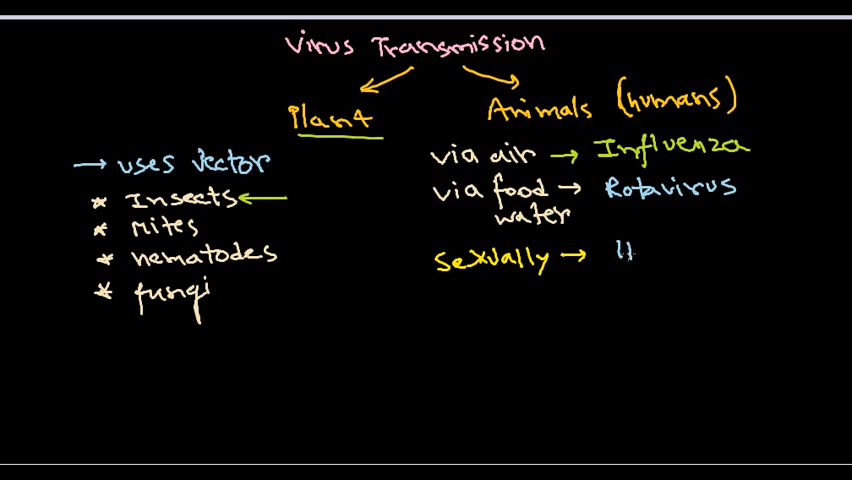 Virus Transmission
Plant
Animals (humans)
→ uses vector
* Insects ←
* Mites
* nematodes
* fungi
via air → Influenza
via food → Rotavirus
water
sexually →